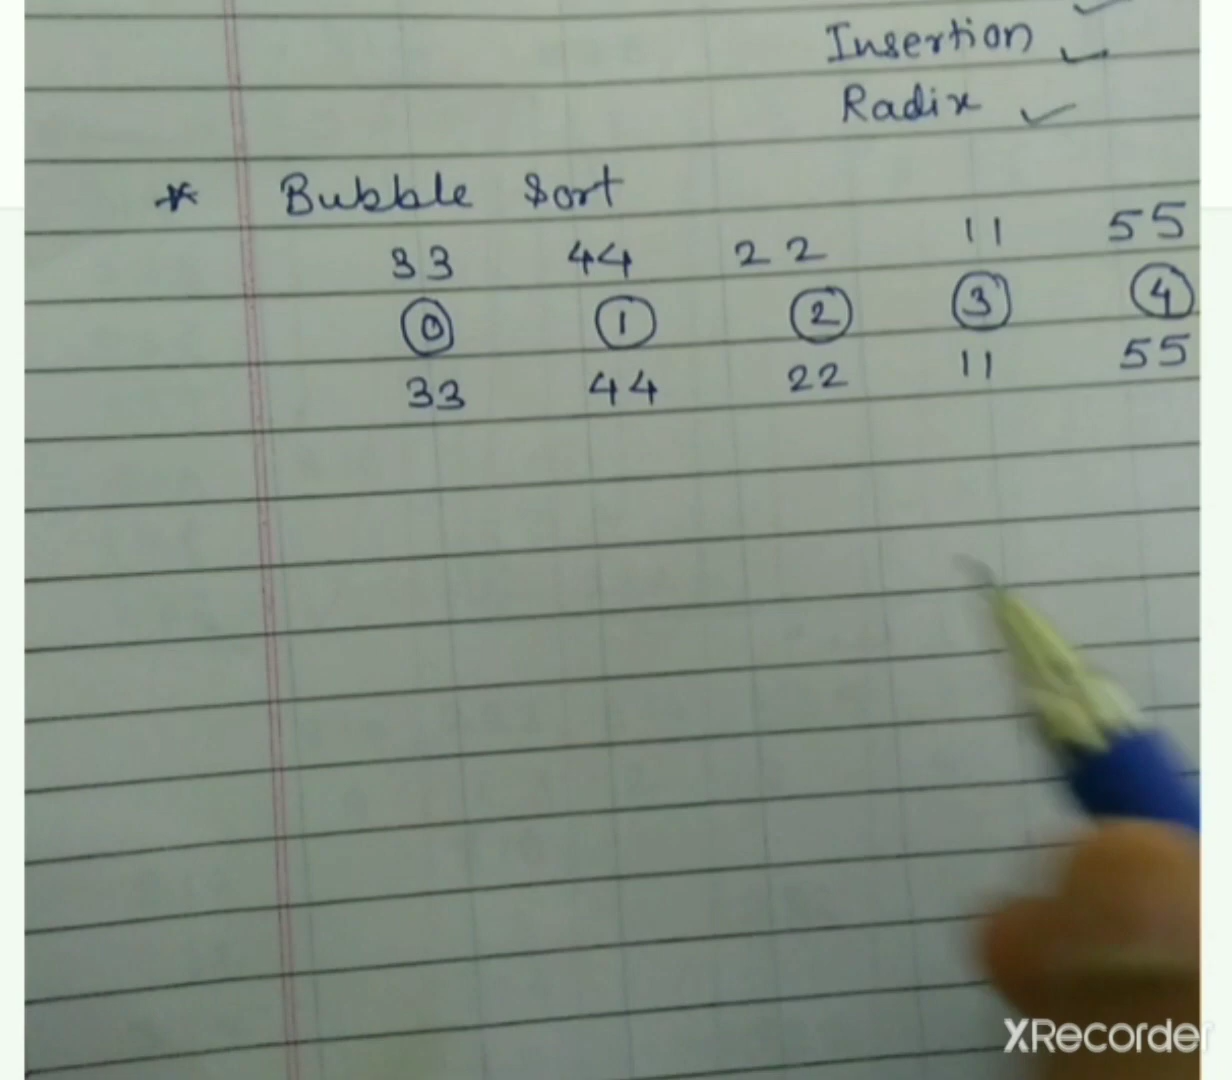 Insertion ✓
Radix ✓
* Bubble Sort
33 44 22 11 55
0 1 2 3 4
33 44 22 11 55
XRecorder